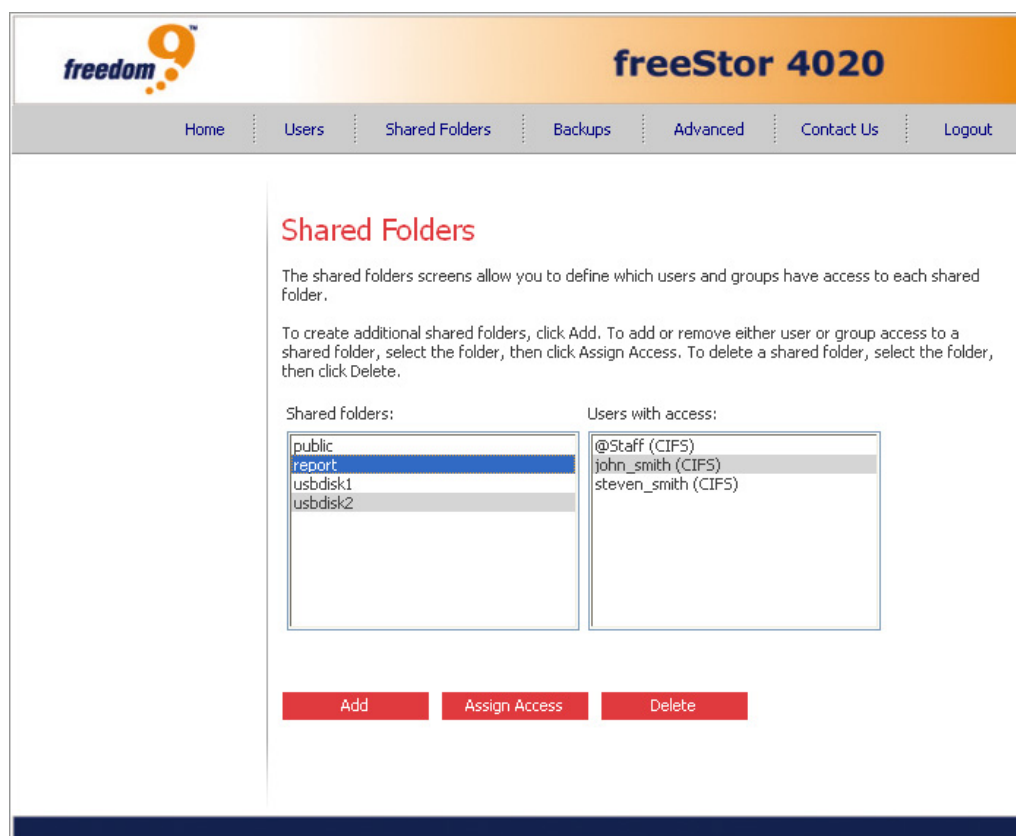 freedom 9™
freeStor 4020
Home Users Shared Folders Backups Advanced Contact Us Logout
Shared Folders
The shared folders screens allow you to define which users and groups have access to each shared
folder.
To create additional shared folders, click Add. To add or remove either user or group access to a
shared folder, select the folder, then click Assign Access. To delete a shared folder, select the folder,
then click Delete.
Shared folders:
public
report
usbdisk1
usbdisk2
Users with access:
@Staff (CIFS)
john_smith (CIFS)
steven_smith (CIFS)
Add Assign Access Delete